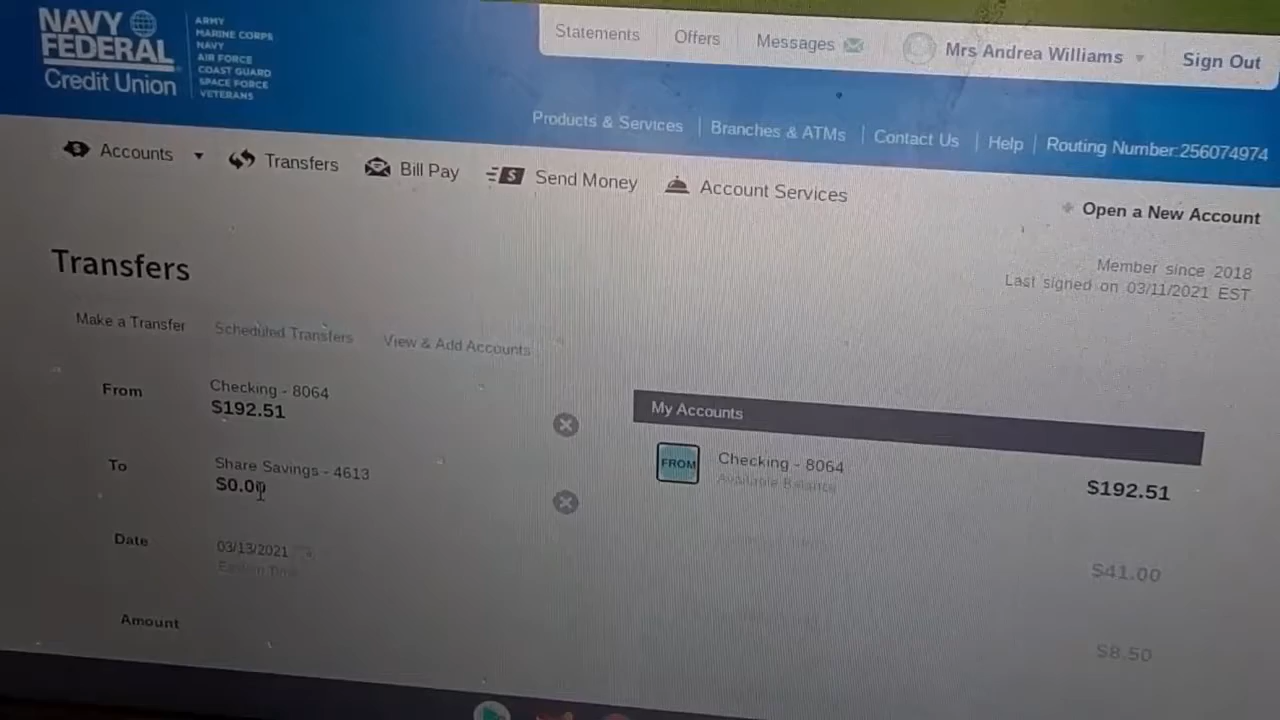 NAVY
FEDERAL
Credit Union
ARMY
MARINE CORPS
NAVY
AIR FORCE
COAST GUARD
SPACE FORCE
VETERANS
Statements Offers Messages Mrs Andrea Williams Sign Out
Products & Services Branches & ATMs Contact Us Help Routing Number:256074974
Accounts Transfers Bill Pay Send Money Account Services
+ Open a New Account
Member since 2018
Last signed on 03/11/2021 EST
Transfers
Make a Transfer Scheduled Transfers View & Add Accounts
From Checking - 8064
$192.51
To Share Savings - 4613
$0.00
Date 03/13/2021
Eastern Time
Amount
My Accounts
FROM Checking - 8064
Available Balance
$192.51
$41.00
$8.50